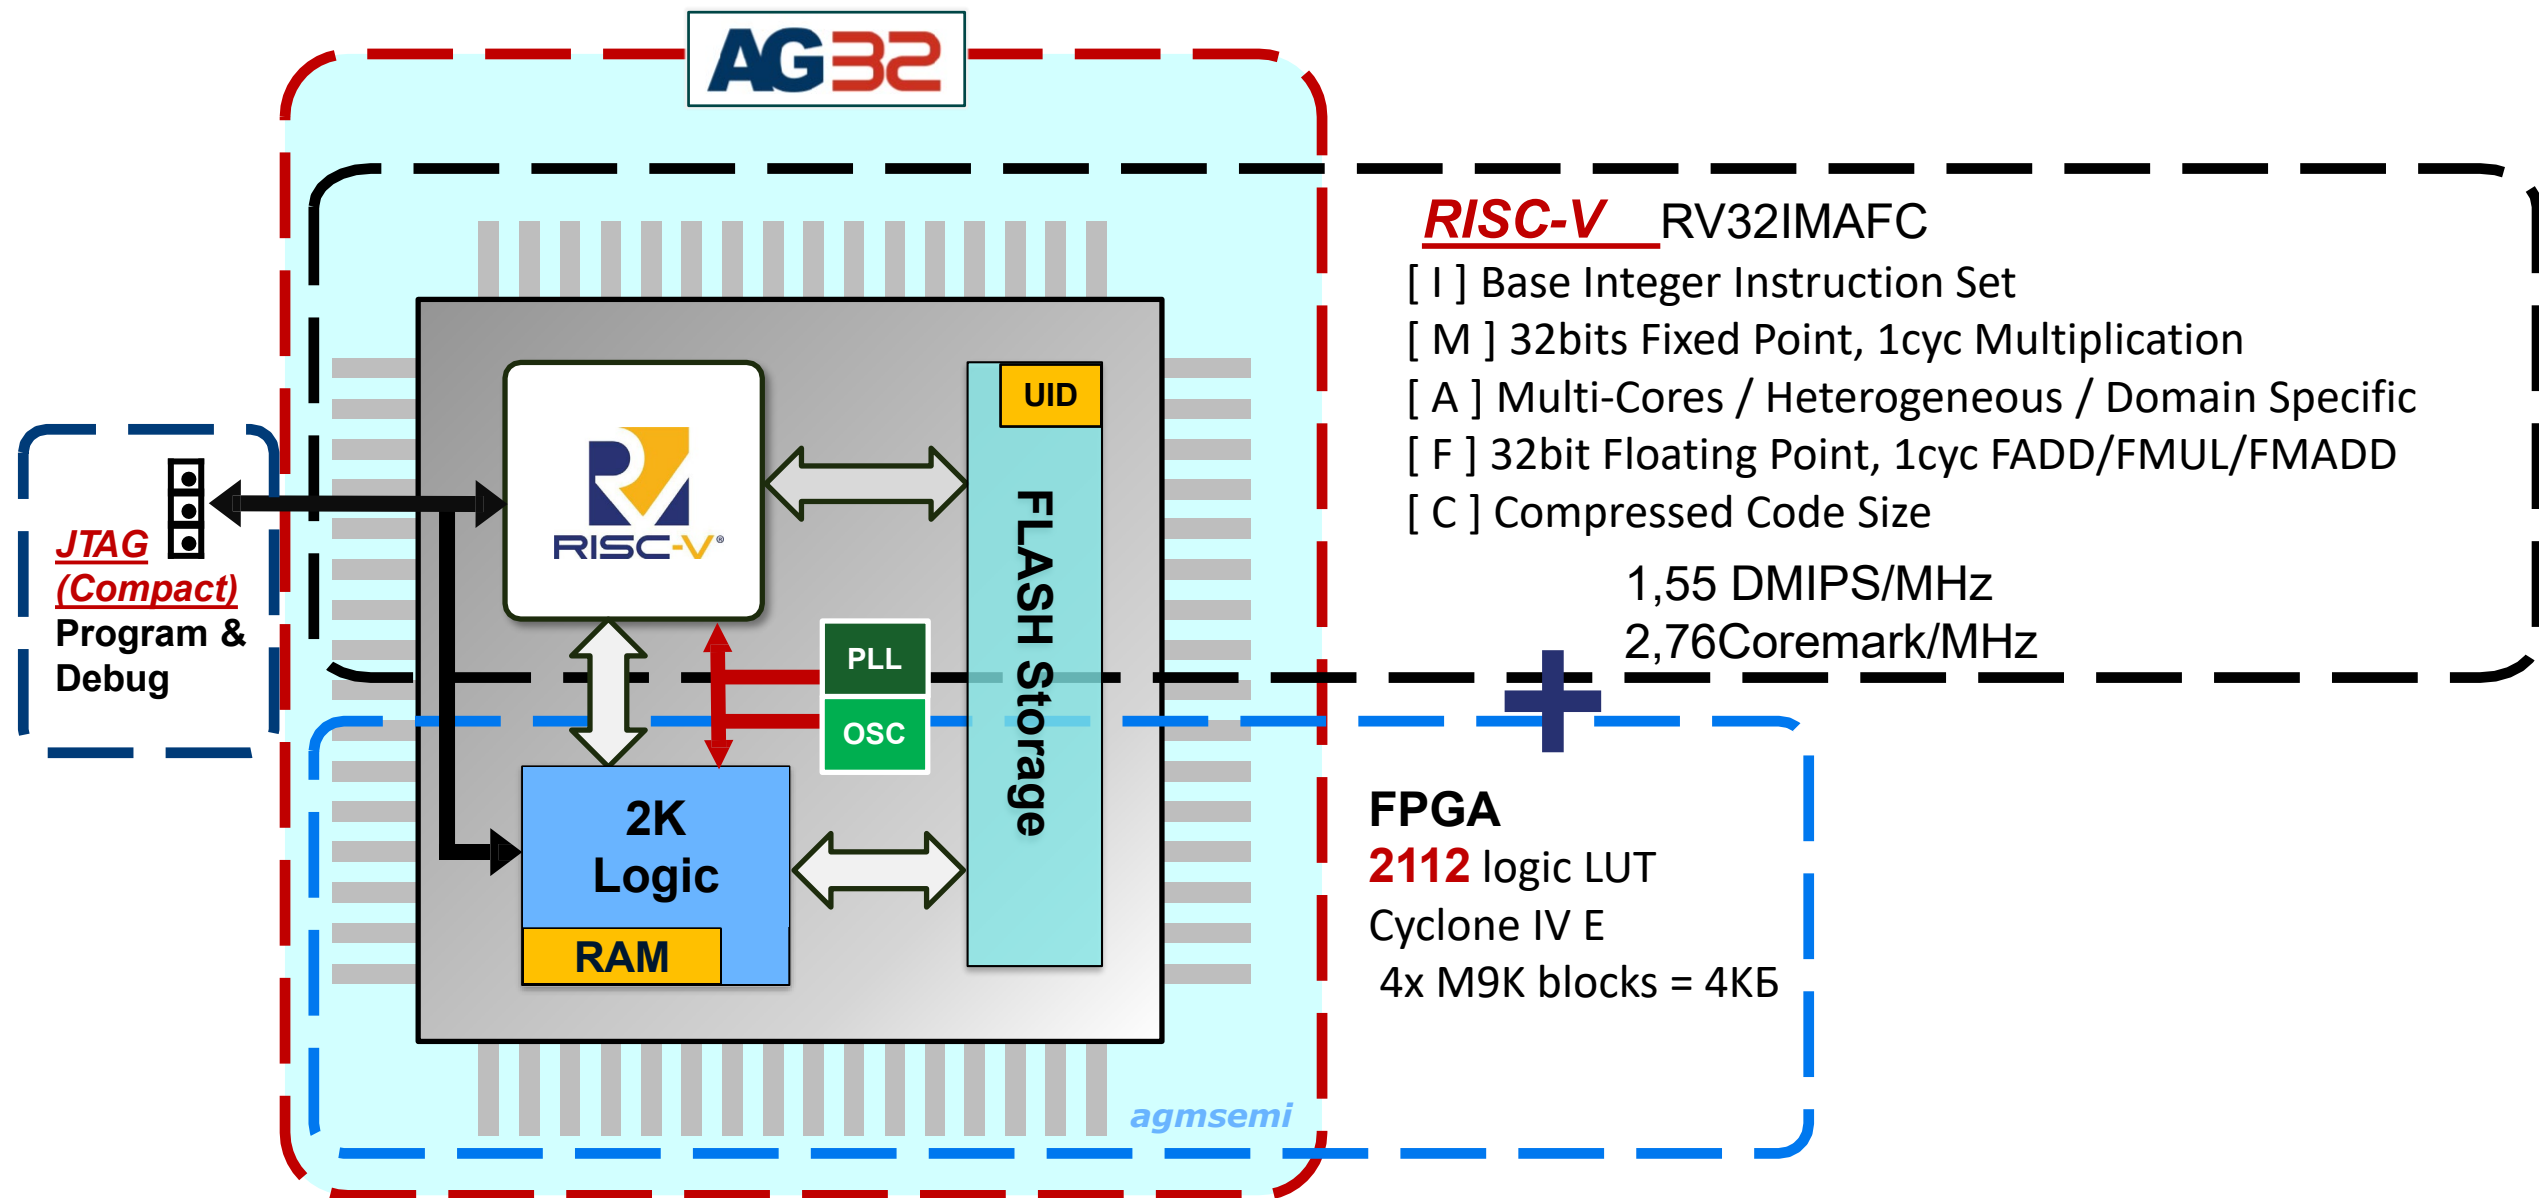 AG32
RISC-V RV32IMAFC
[ I ] Base Integer Instruction Set
[ M ] 32bits Fixed Point, 1cyc Multiplication
[ A ] Multi-Cores / Heterogeneous / Domain Specific
[ F ] 32bit Floating Point, 1cyc FADD/FMUL/FMADD
[ C ] Compressed Code Size
1,55 DMIPS/MHz
2,76Coremark/MHz
UID
RISC-V®
FLASH Storage
JTAG
(Compact)
Program &
Debug
PLL
OSC
2K
Logic
RAM
FPGA
2112 logic LUT
Cyclone IV E
4x M9K blocks = 4КБ
agmsemi